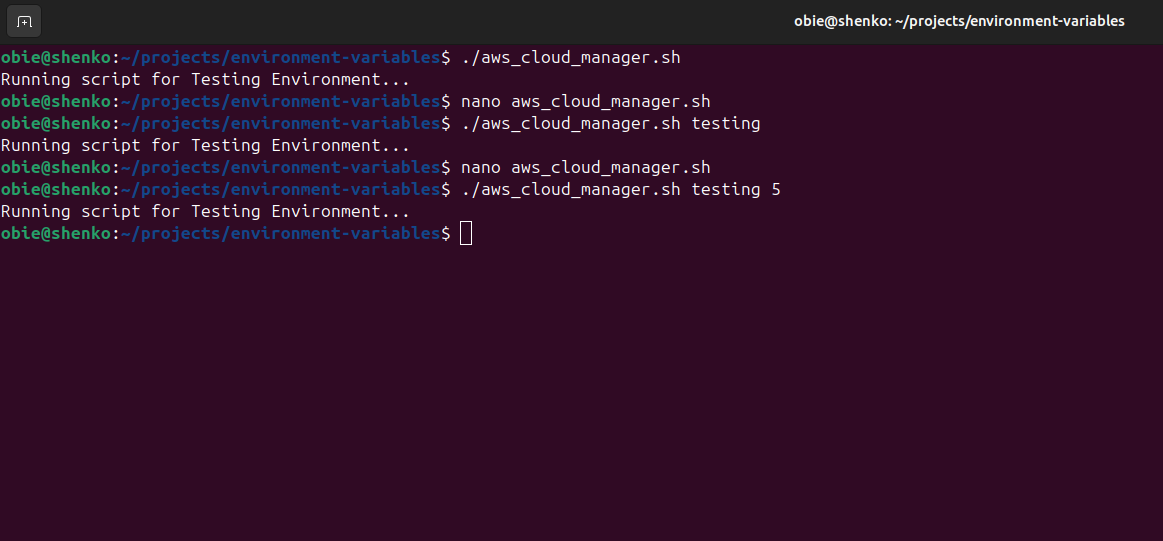 obie@shenko: ~/projects/environment-variables
obie@shenko:~/projects/environment-variables$ ./aws_cloud_manager.sh
Running script for Testing Environment...
obie@shenko:~/projects/environment-variables$ nano aws_cloud_manager.sh
obie@shenko:~/projects/environment-variables$ ./aws_cloud_manager.sh testing
Running script for Testing Environment...
obie@shenko:~/projects/environment-variables$ nano aws_cloud_manager.sh
obie@shenko:~/projects/environment-variables$ ./aws_cloud_manager.sh testing 5
Running script for Testing Environment...
obie@shenko:~/projects/environment-variables$